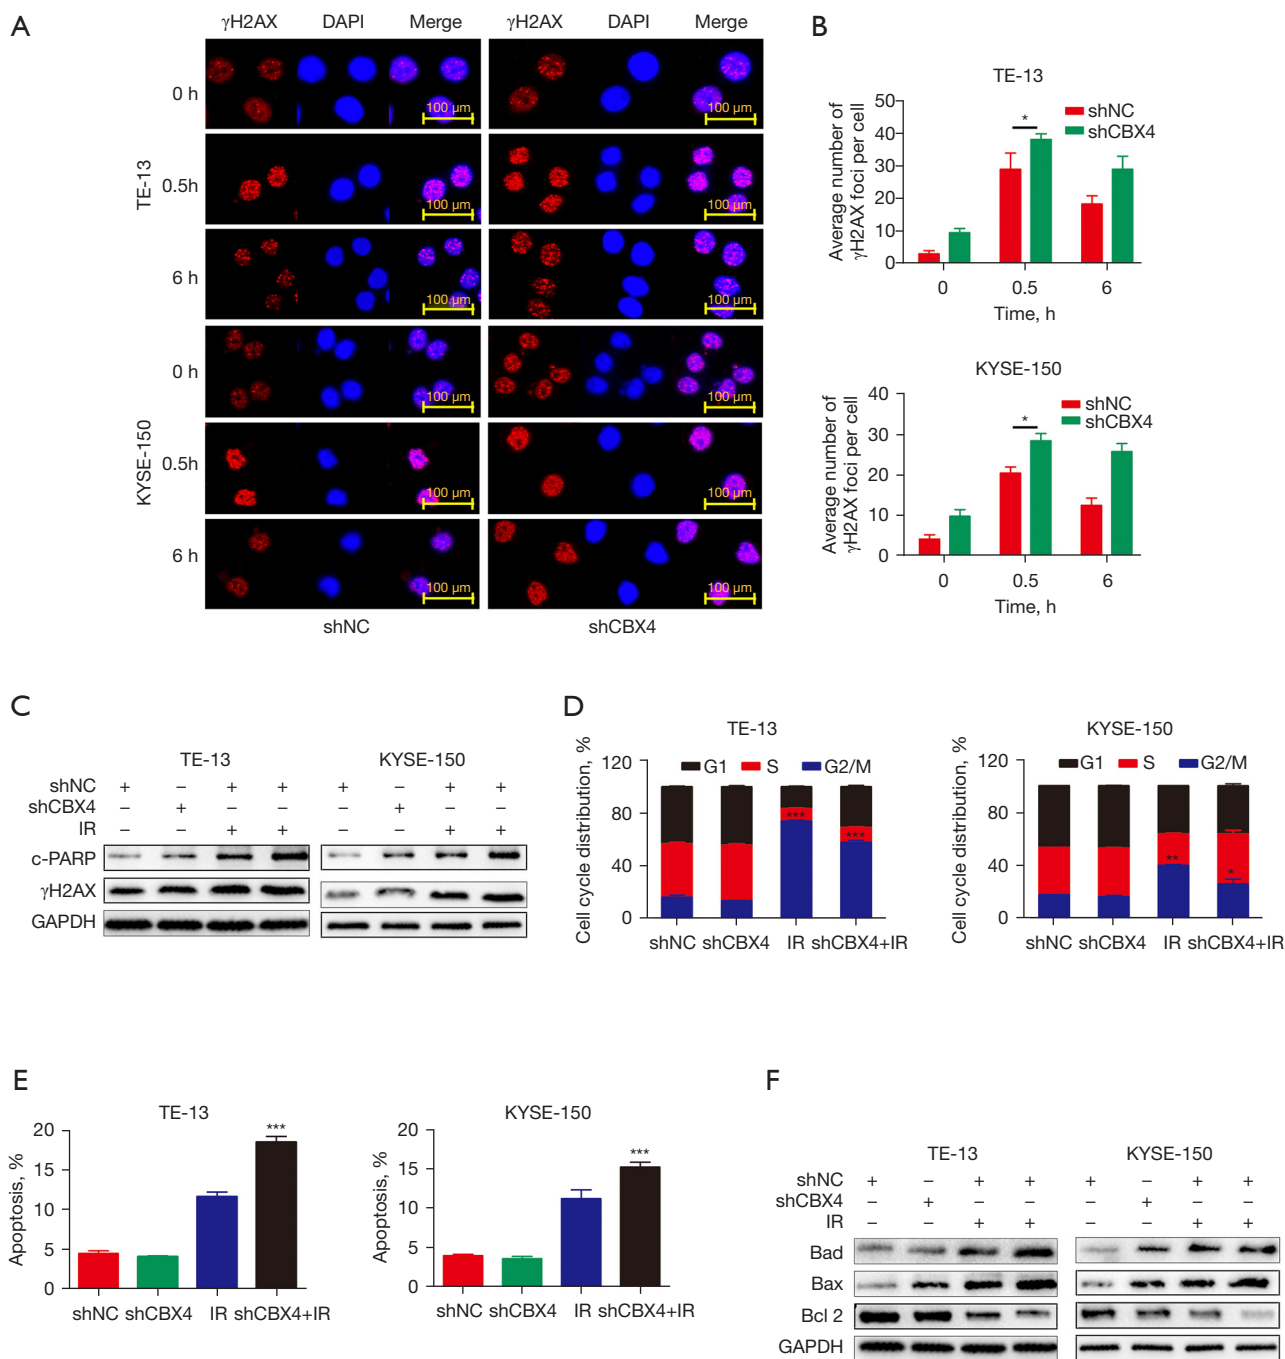 A
γH2AX DAPI Merge γH2AX DAPI Merge
TE-13
0 h
100 μm 100 μm
0.5h
100 μm 100 μm
6 h
100 μm 100 μm
KYSE-150
0 h
100 μm 100 μm
0.5h
100 μm 100 μm
6 h
100 μm 100 μm
shNC shCBX4
B
TE-13
Average number of
γH2AX foci per cell
50
40
30
20
10
0
*
shNC
shCBX4
0 0.5 6
Time, h
KYSE-150
Average number of
γH2AX foci per cell
40
30
20
10
0
*
shNC
shCBX4
0 0.5 6
Time, h
C
TE-13 KYSE-150
shNC + − + + + − + +
shCBX4 − + − − − + − −
IR − − + + − − + +
c-PARP
γH2AX
GAPDH
D
TE-13
Cell cycle distribution, %
120
80
40
0
G1 S G2/M
*** ***
shNC shCBX4 IR shCBX4+IR
KYSE-150
Cell cycle distribution, %
120
80
40
0
G1 S G2/M
** *
shNC shCBX4 IR shCBX4+IR
E
TE-13
Apoptosis, %
20
15
10
5
0
***
shNC shCBX4 IR shCBX4+IR
KYSE-150
Apoptosis, %
20
15
10
5
0
***
shNC shCBX4 IR shCBX4+IR
F
TE-13 KYSE-150
shNC + − + + + − + +
shCBX4 − + − − − + − −
IR − − + + − − + +
Bad
Bax
Bcl 2
GAPDH